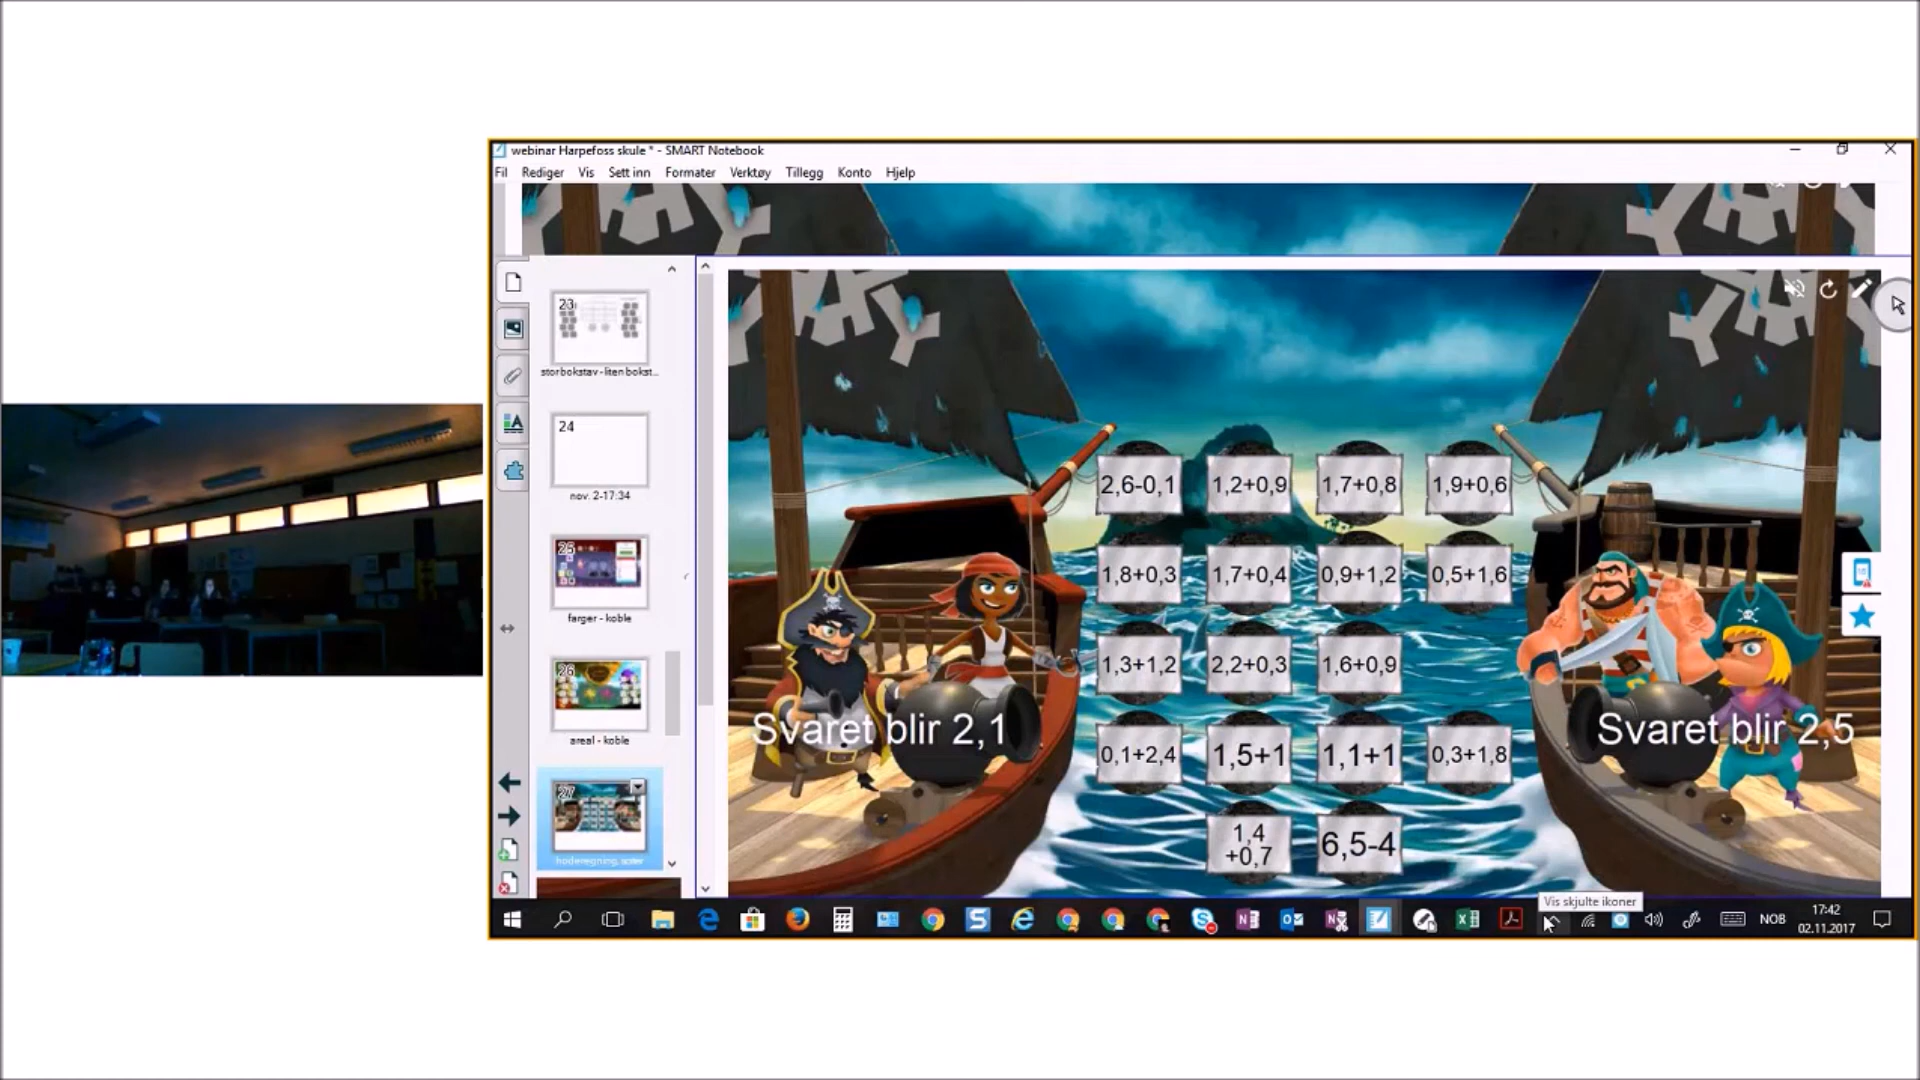 webinar Harpefoss skule * - SMART Notebook
Fil Rediger Vis Sett inn Formater Verktøy Tillegg Konto Hjelp
23
storbokstav - liten bokst...
24
nov. 2-17:34
25
farger - koble
26
areal - koble
27
hoderegning, sorter
2,6-0,1 1,2+0,9 1,7+0,8 1,9+0,6
1,8+0,3 1,7+0,4 0,9+1,2 0,5+1,6
1,3+1,2 2,2+0,3 1,6+0,9
Svaret blir 2,1
Svaret blir 2,5
0,1+2,4 1,5+1 1,1+1 0,3+1,8
1,4
+0,7
6,5-4
Vis skjulte ikoner
NOB
17:42
02.11.2017